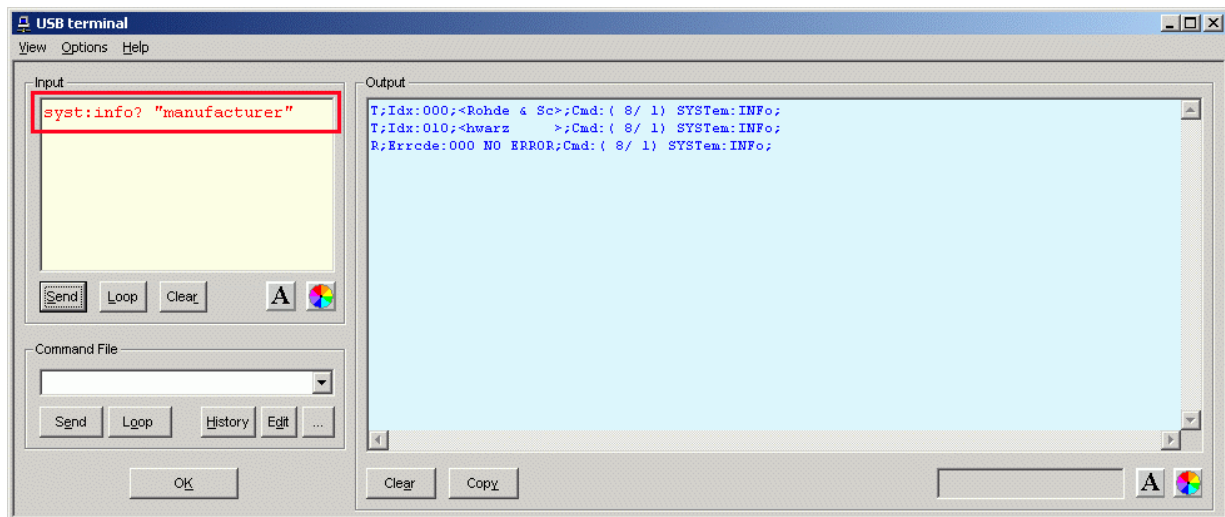 USB terminal
View Options Help
Input
syst:info? "manufacturer"
Send Loop Clear A
Command File
Send Loop History Edit ...
OK
Output
T;Idx:000;<Rohde & Sc>;Cmd:( 8/ 1) SYSTem:INFo;
T;Idx:010;<hwarz     >;Cmd:( 8/ 1) SYSTem:INFo;
R;Errcde:000 NO ERROR;Cmd:( 8/ 1) SYSTem:INFo;
Clear Copy A